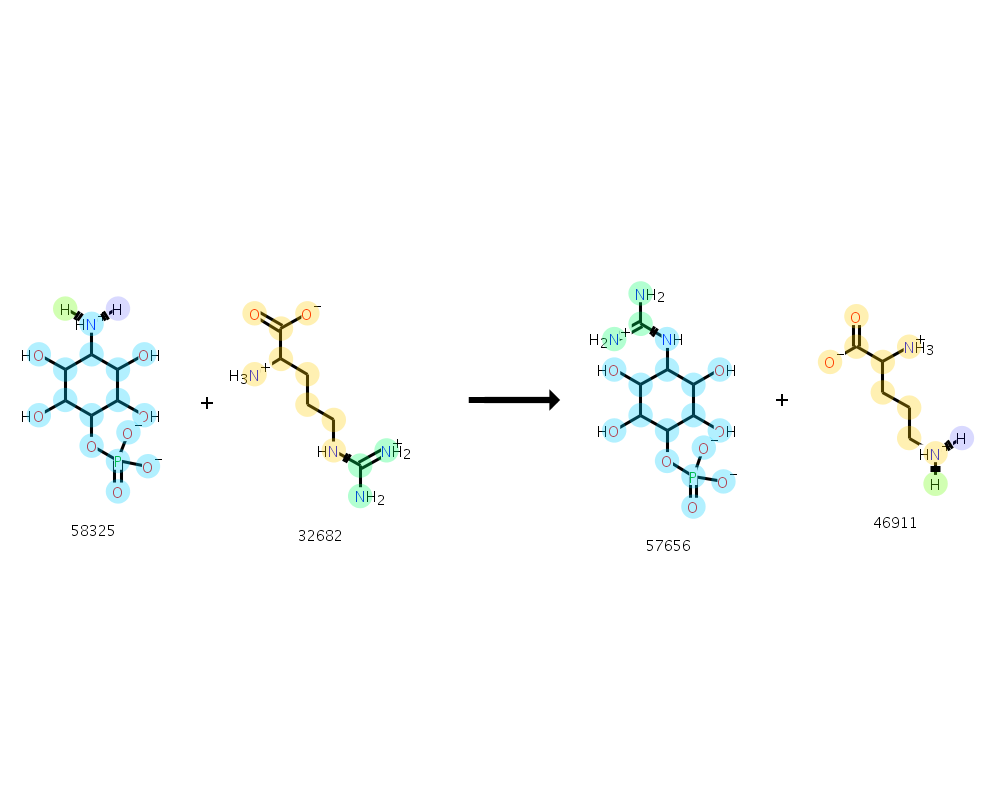 H H
HN+
HO OH
HO OH
O O−
P O−
O
58325
+
O O−
H3N+
HN NH2+
NH2
32682
NH2
H2N+ NH
HO OH
HO OH
O O−
P O−
O
57656
+
O
O− NH3+
HN+ H
H
46911